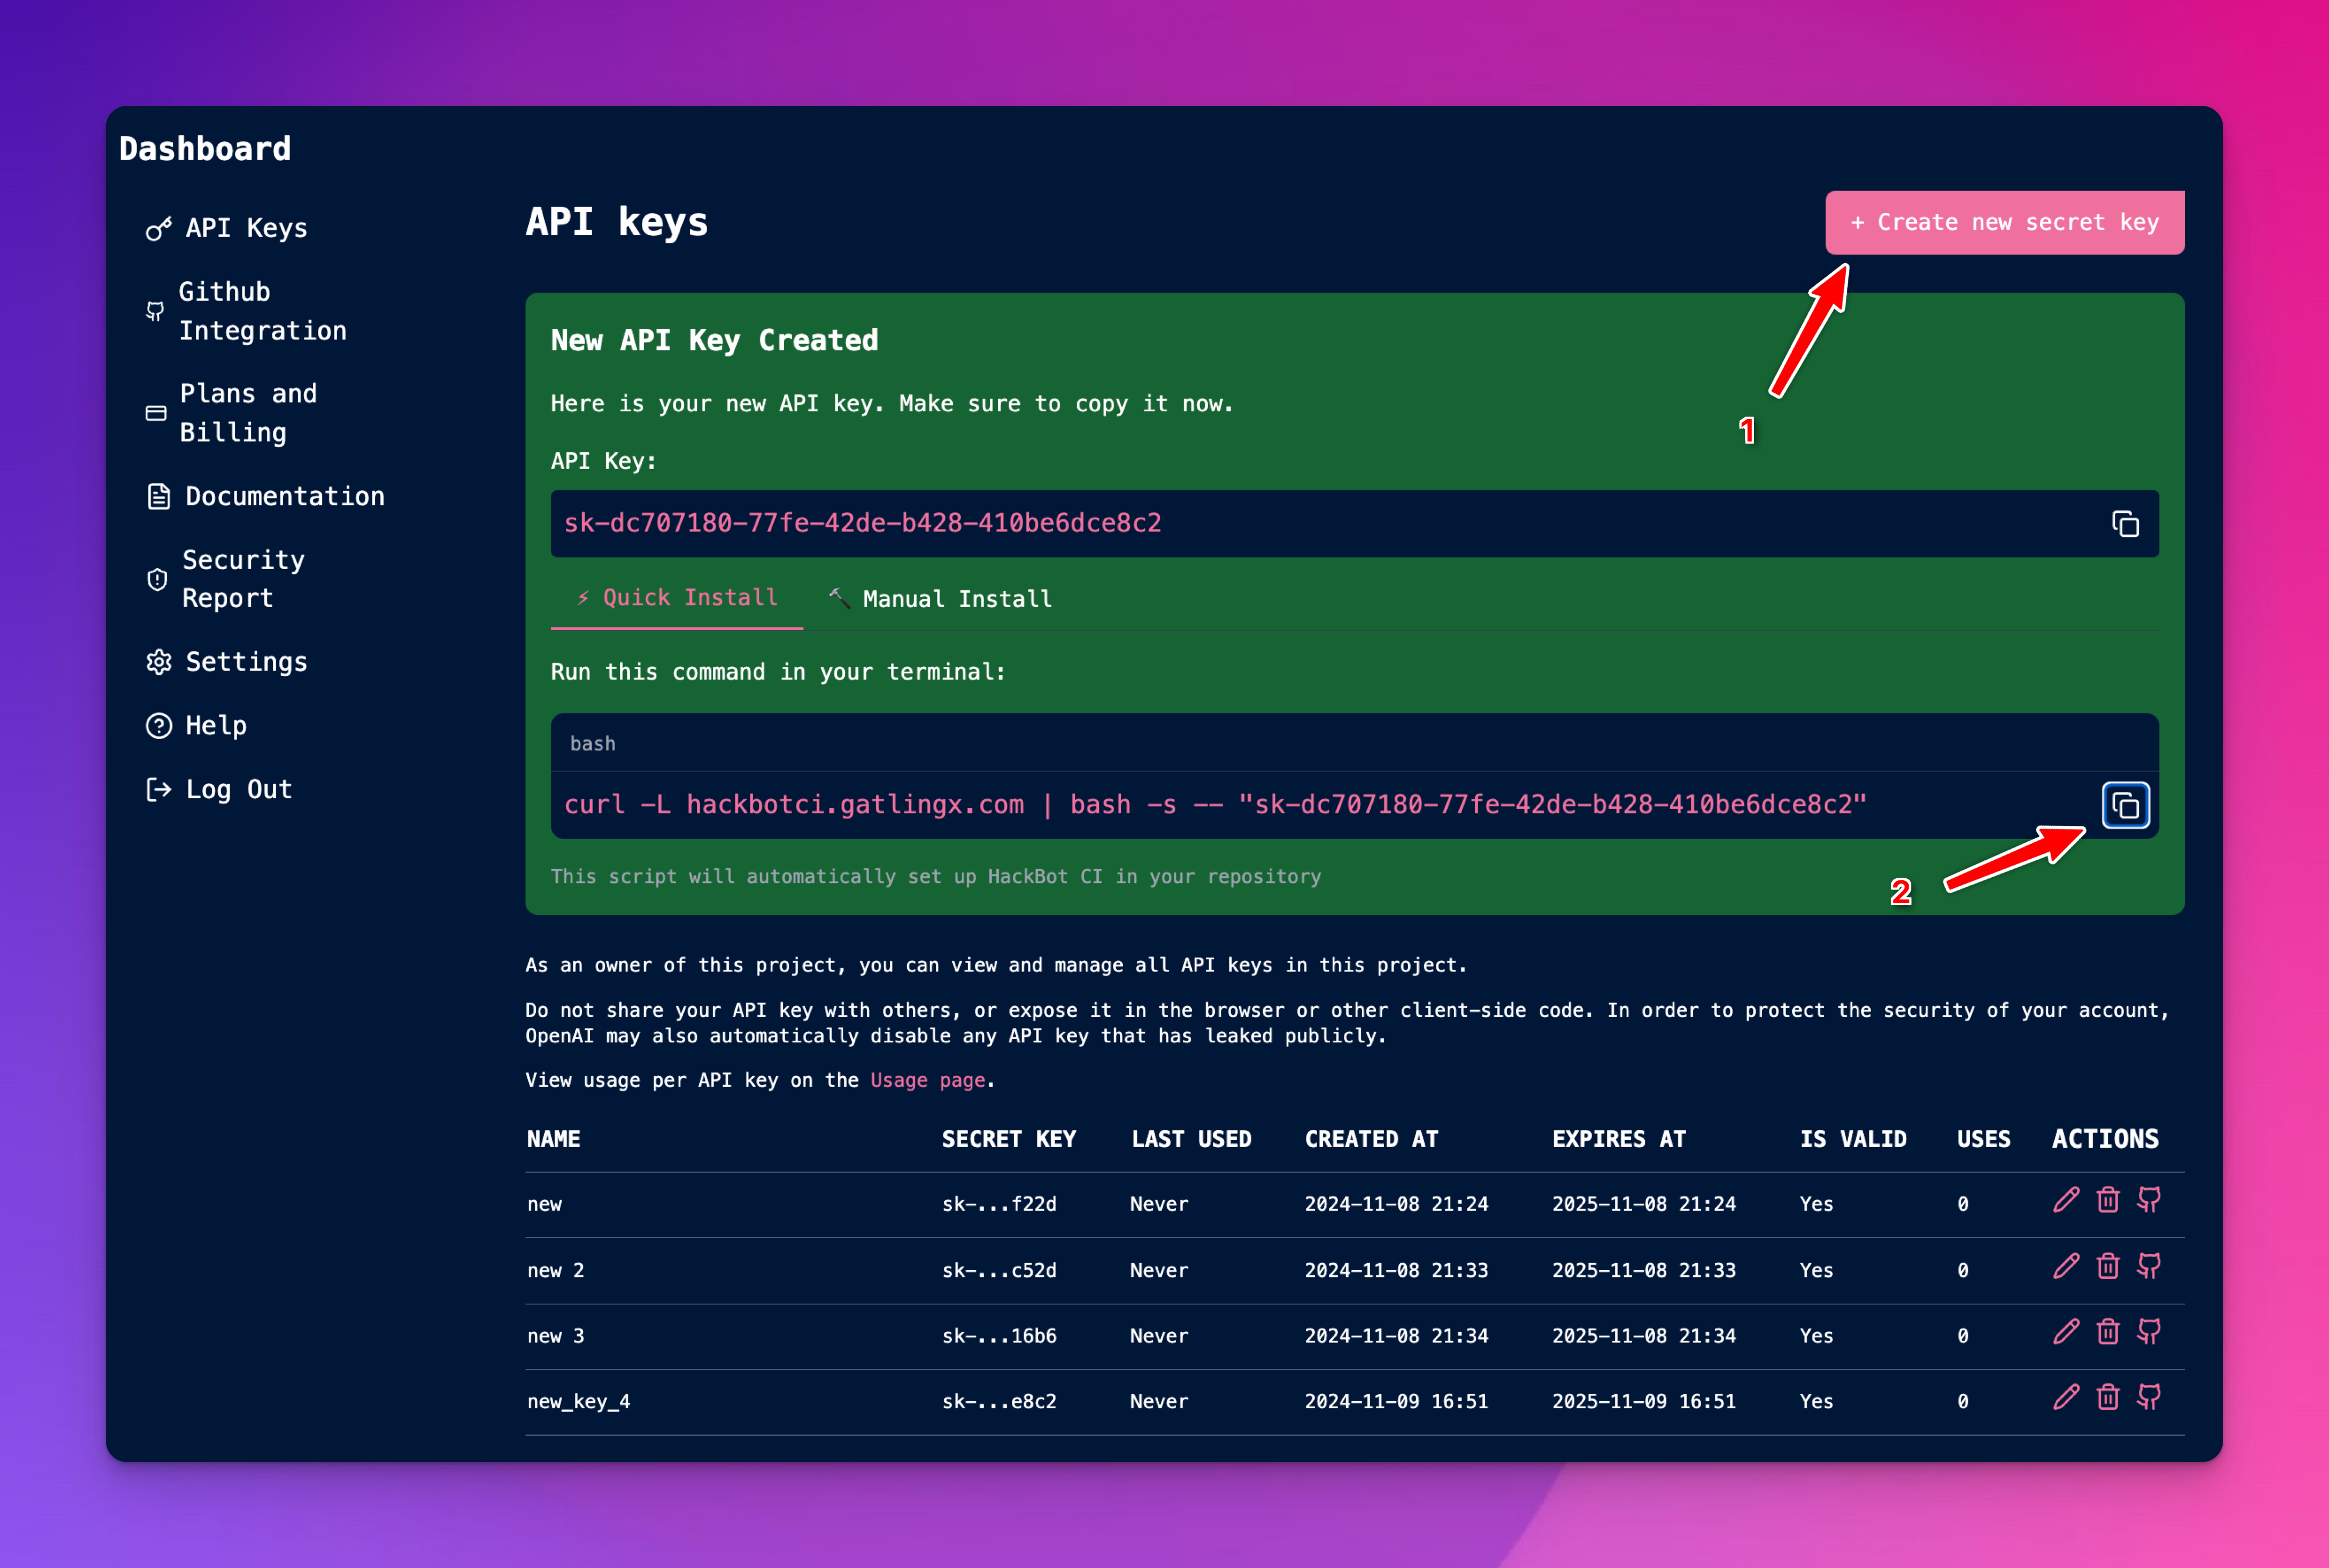 Dashboard
API Keys
Github
Integration
Plans and
Billing
Documentation
Security
Report
Settings
Help
Log Out
API keys
+ Create new secret key
1
New API Key Created
Here is your new API key. Make sure to copy it now.
API Key:
sk-dc707180-77fe-42de-b428-410be6dce8c2
⚡ Quick Install
🔨 Manual Install
Run this command in your terminal:
bash
curl -L hackbotci.gatlingx.com | bash -s -- "sk-dc707180-77fe-42de-b428-410be6dce8c2"
2
This script will automatically set up HackBot CI in your repository
As an owner of this project, you can view and manage all API keys in this project.
Do not share your API key with others, or expose it in the browser or other client-side code. In order to protect the security of your account,
OpenAI may also automatically disable any API key that has leaked publicly.
View usage per API key on the Usage page.
NAME SECRET KEY LAST USED CREATED AT EXPIRES AT IS VALID USES ACTIONS
new sk-...f22d Never 2024-11-08 21:24 2025-11-08 21:24 Yes 0
new 2 sk-...c52d Never 2024-11-08 21:33 2025-11-08 21:33 Yes 0
new 3 sk-...16b6 Never 2024-11-08 21:34 2025-11-08 21:34 Yes 0
new_key_4 sk-...e8c2 Never 2024-11-09 16:51 2025-11-09 16:51 Yes 0